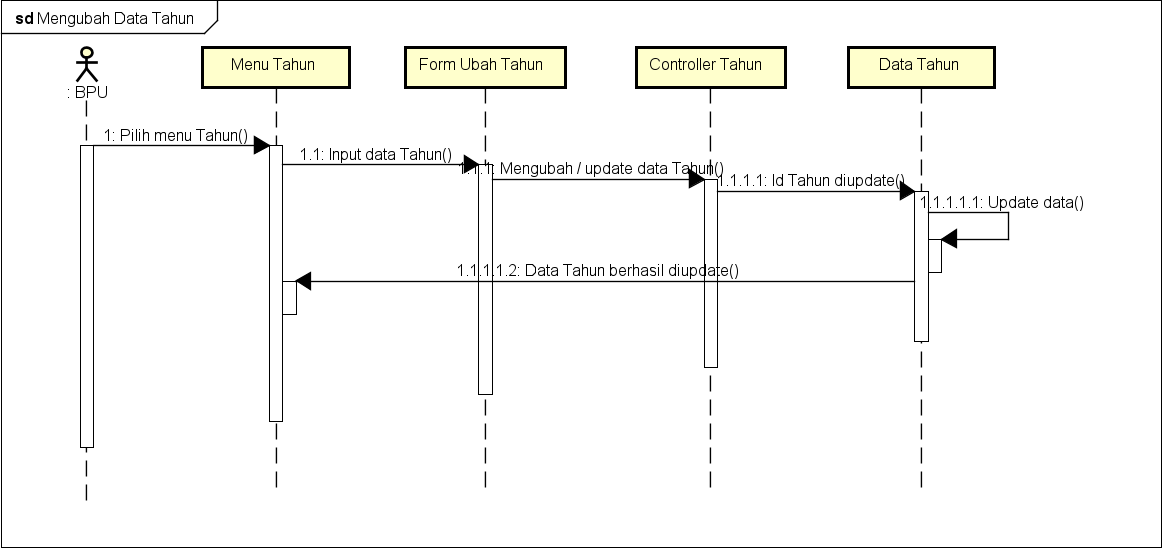 sd Mengubah Data Tahun
: BPU
Menu Tahun
Form Ubah Tahun
Controller Tahun
Data Tahun
1: Pilih menu Tahun()
1.1: Input data Tahun()
1.1.1: Mengubah / update data Tahun()
1.1.1.1: Id Tahun diupdate()
1.1.1.1.1: Update data()
1.1.1.1.2: Data Tahun berhasil diupdate()